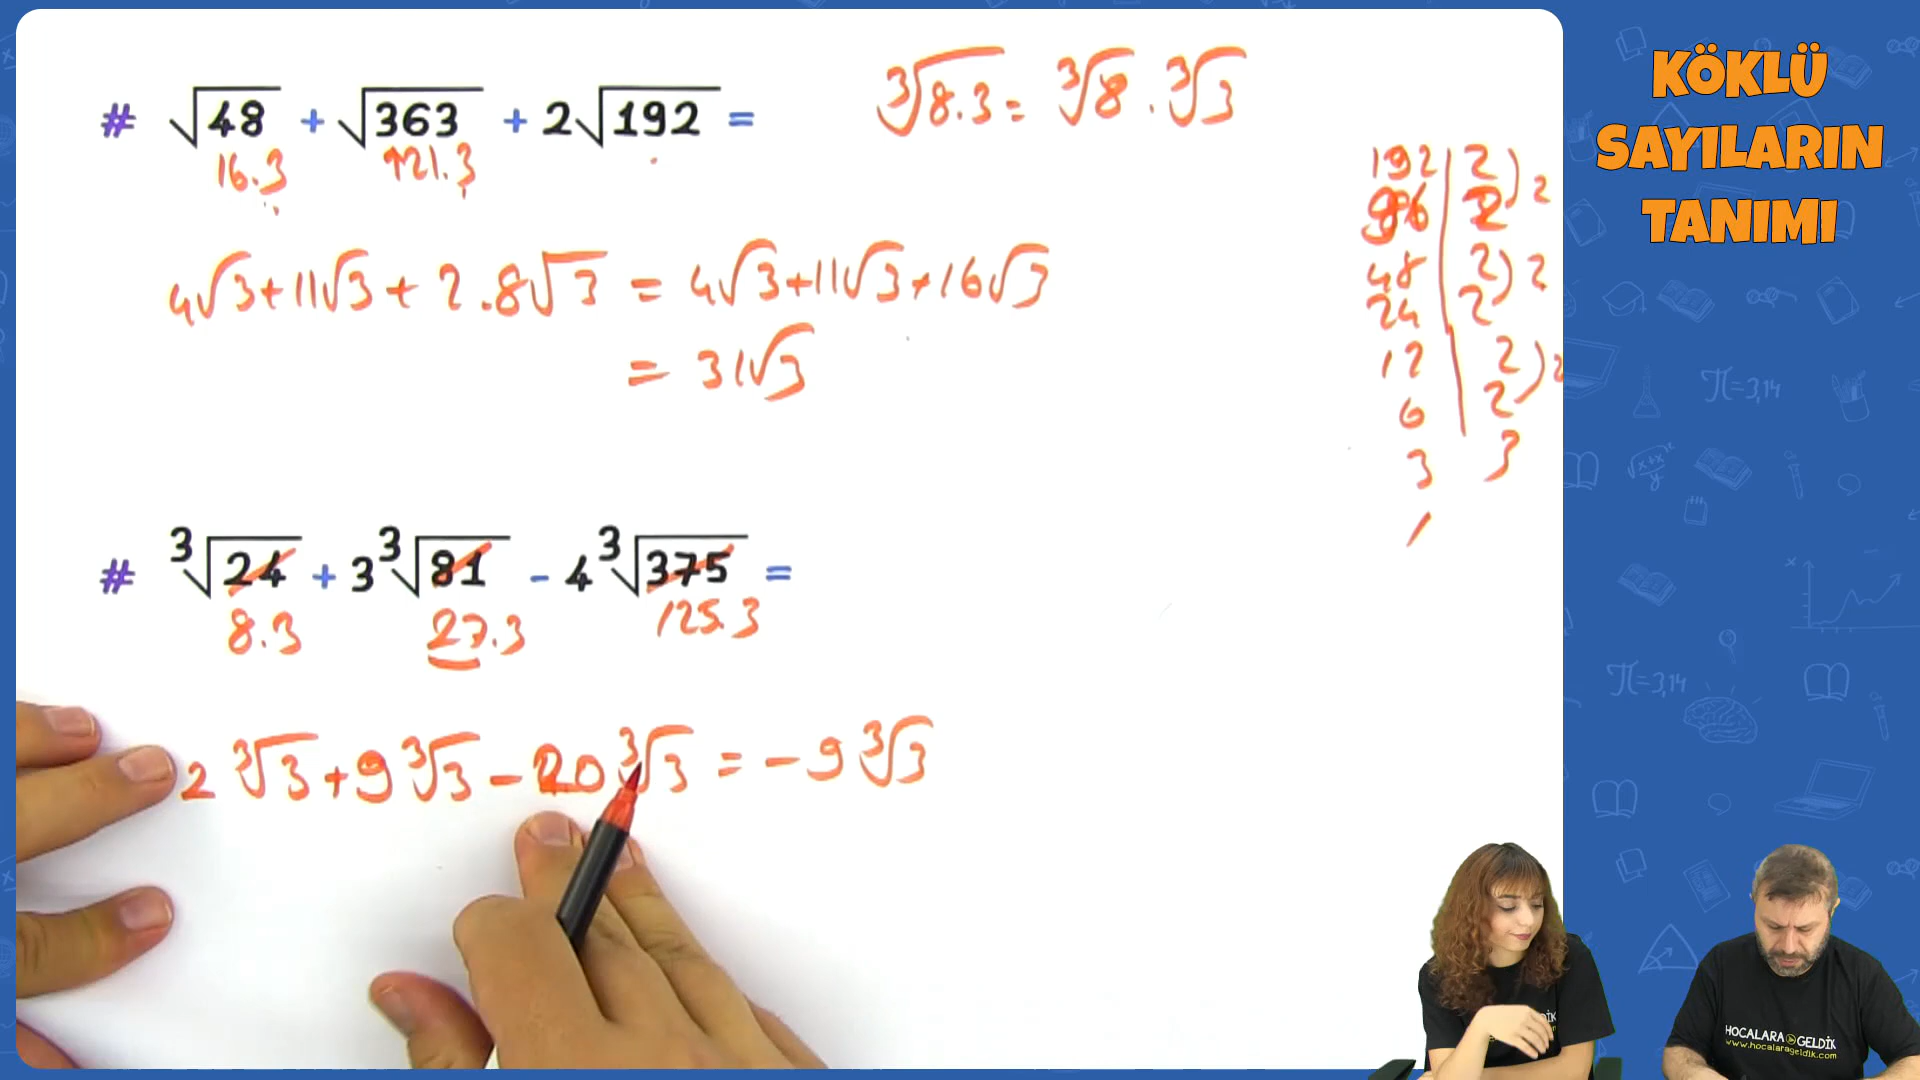 # √48 + √363 + 2√192 =
16.3 121.3
∛8.3 = ∛8 . ∛3
4√3+11√3+2.8√3 = 4√3+11√3+16√3
= 31√3
192 | 2 ) 2
96 | 2
48 | 2 ) 2
24 | 2
12 | 2 ) 2
6 | 2
3 3
1
# ∛24 + 3∛81 - 4∛375 =
8.3 27.3 125.3
2∛3+9∛3-20∛3 = -9∛3
KÖKLÜ
SAYILARIN
TANIMI
π=3,14
π=3,14
HOCALARA GELDİK
www.hocalarageldik.com